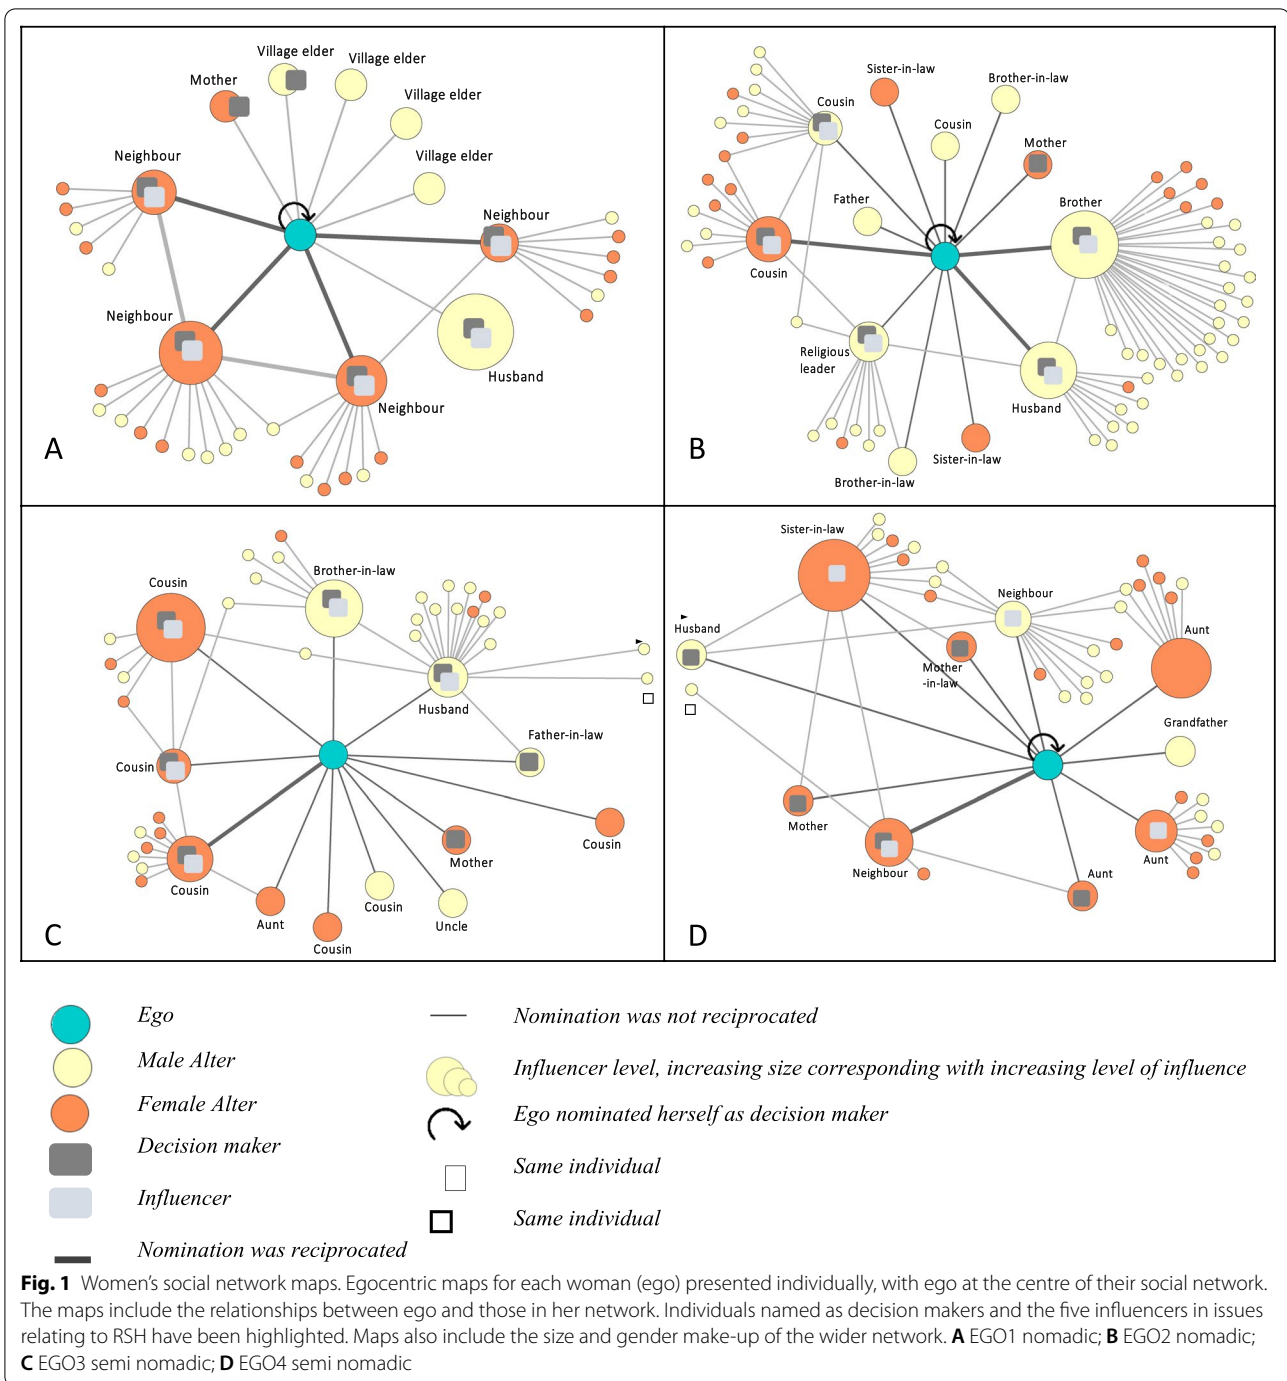 Village elder
Village elder
Mother
Village elder
Neighbour
Village elder
Neighbour
Neighbour
Husband
Neighbour
A
Sister-in-law
Brother-in-law
Cousin
Cousin
Mother
Father
Brother
Cousin
Religious
leader
Husband
B
Sister-in-law
Brother-in-law
Cousin
Brother-in-law
Husband
Father-in-law
Cousin
Cousin
Mother
Cousin
Cousin
Aunt
Uncle
Cousin
C
Sister-in-law
Neighbour
Husband
Aunt
Mother
-in-law
Grandfather
Mother
Neighbour
Aunt
Aunt
D
Ego
Male Alter
Female Alter
Decision maker
Influencer
Nomination was reciprocated
Nomination was not reciprocated
Influencer level, increasing size corresponding with increasing level of influence
Ego nominated herself as decision maker
Same individual
Same individual
Fig. 1 Women's social network maps. Egocentric maps for each woman (ego) presented individually, with ego at the centre of their social network.
The maps include the relationships between ego and those in her network. Individuals named as decision makers and the five influencers in issues
relating to RSH have been highlighted. Maps also include the size and gender make-up of the wider network. A EGO1 nomadic; B EGO2 nomadic;
C EGO3 semi nomadic; D EGO4 semi nomadic